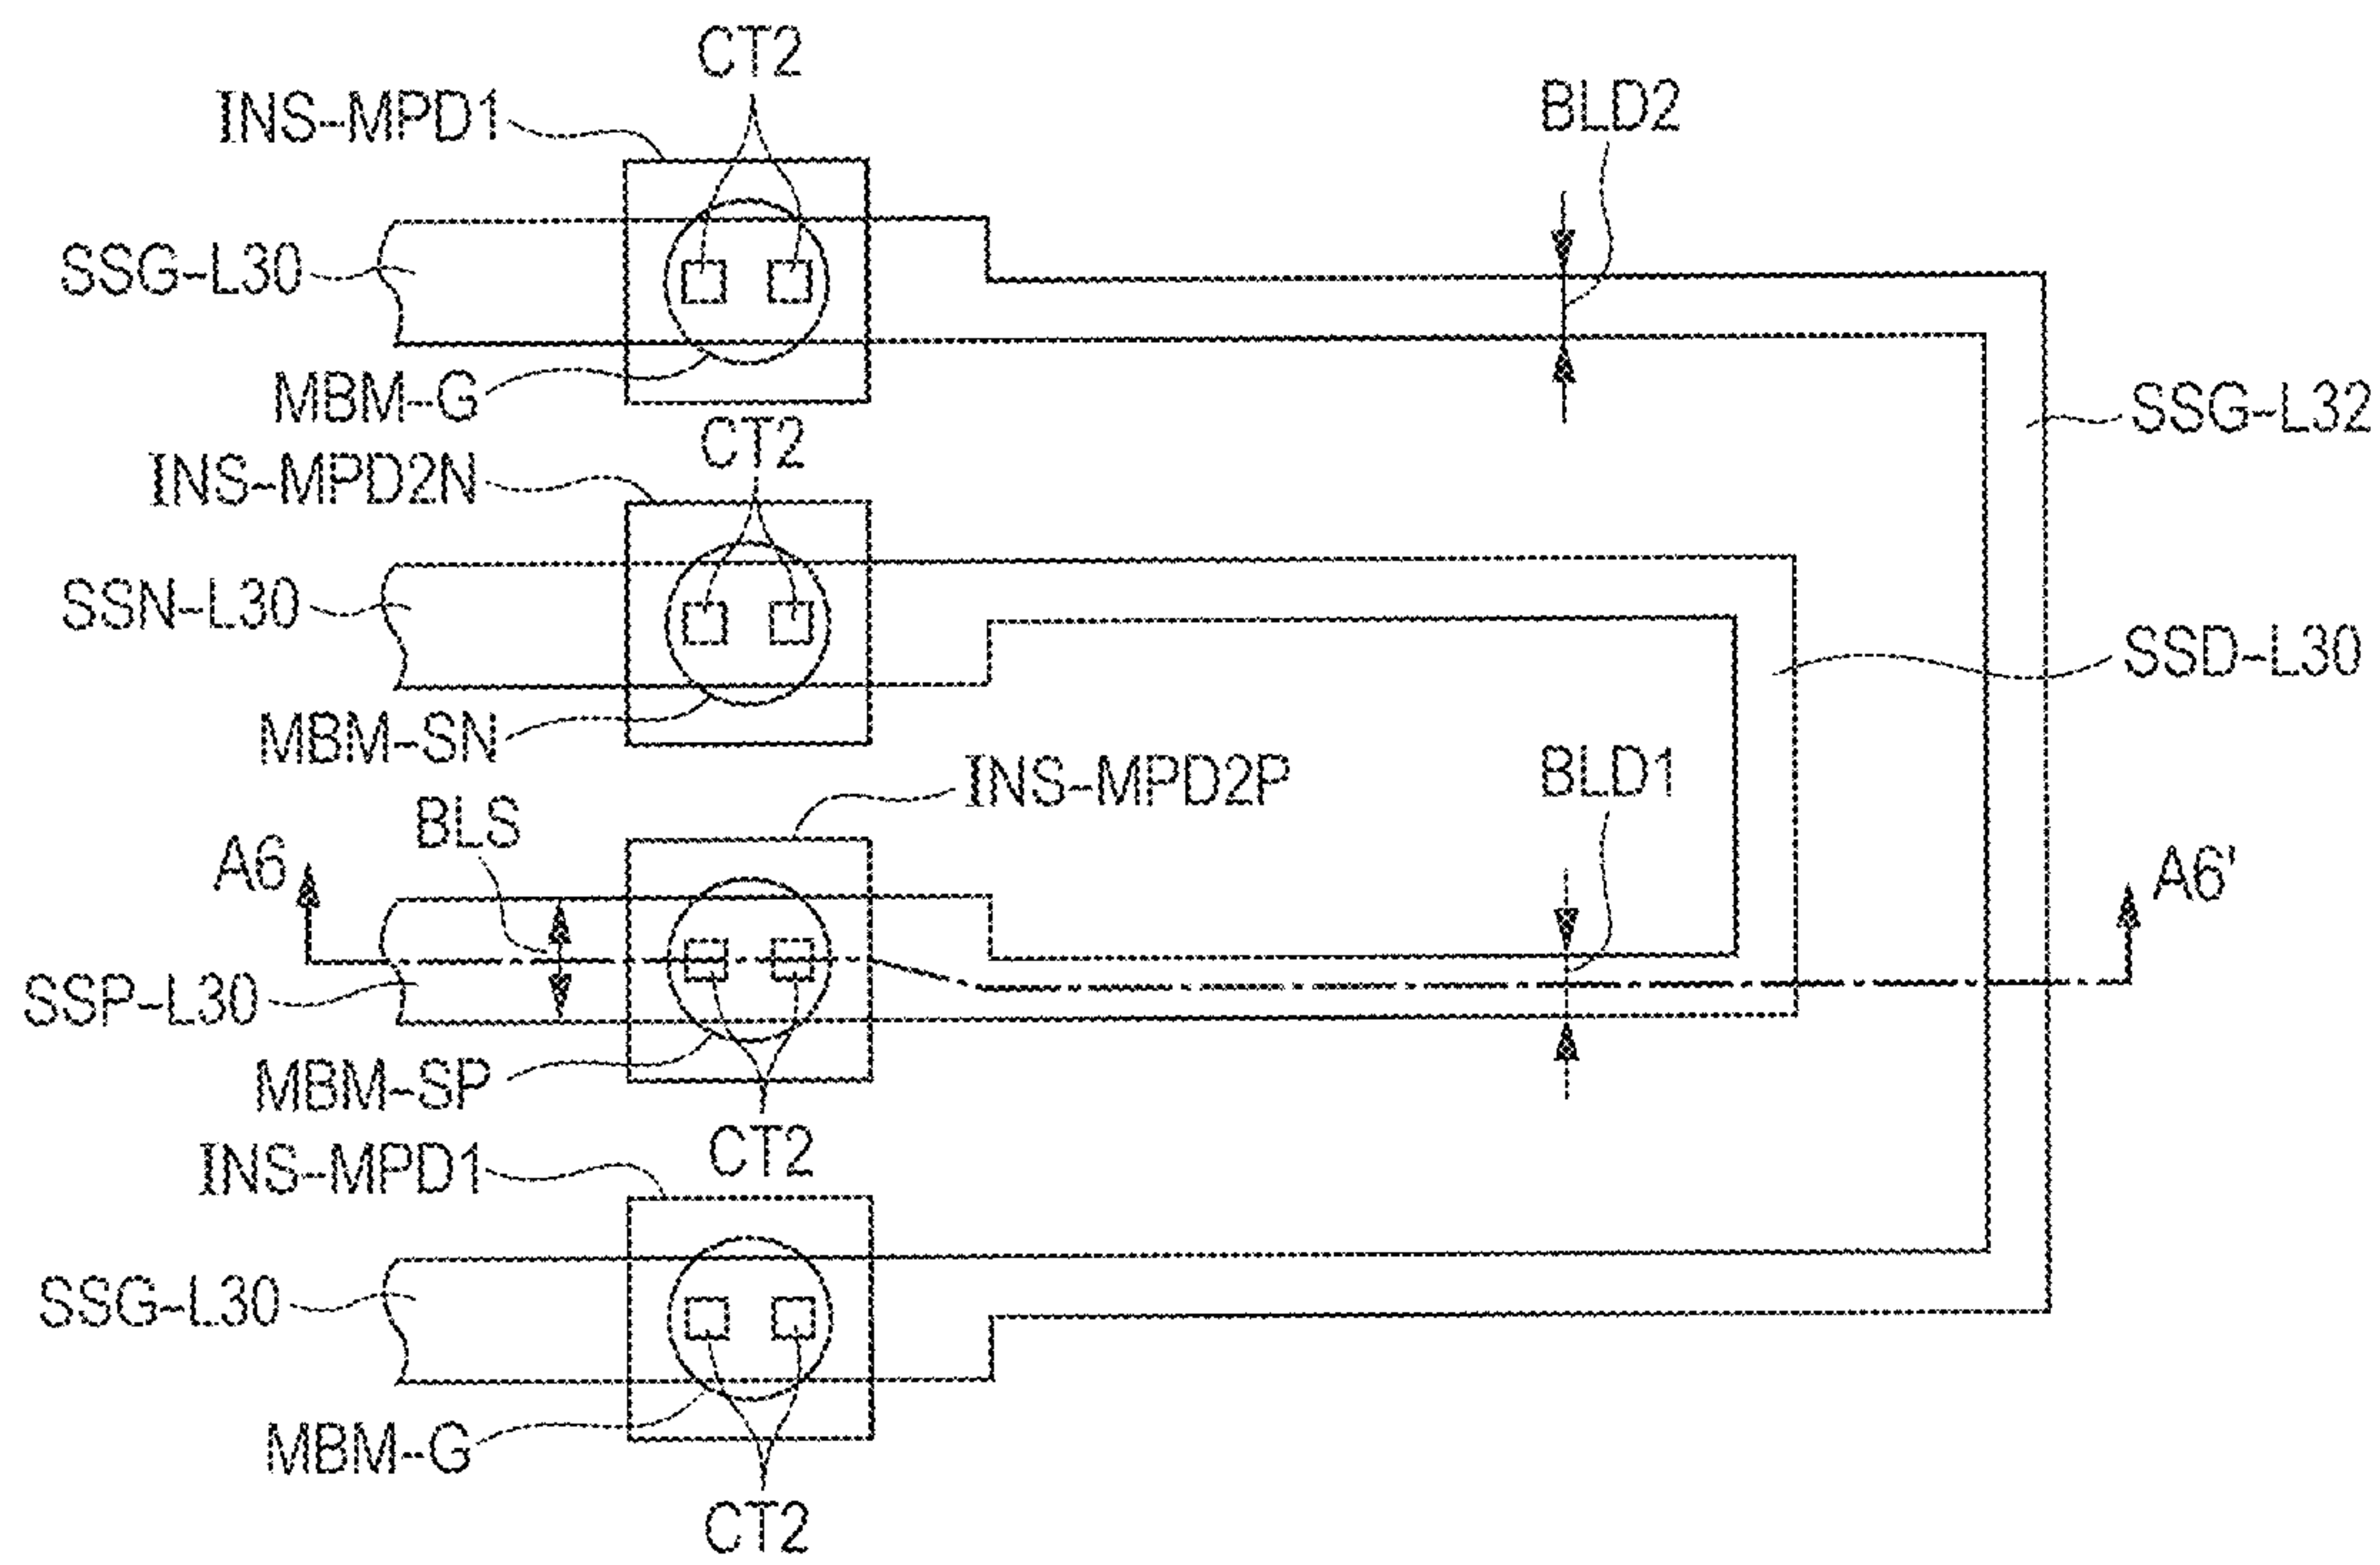 CT2
INS-MPD1
BLD2
SSG-L30
MBM-G
SSG-L32
CT2
INS-MPD2N
SSN-L30
SSD-L30
MBM-SN
INS-MPD2P
BLD1
BLS
A6
A6'
SSP-L30
MBM-SP
CT2
INS-MPD1
SSG-L30
MBM-G
CT2